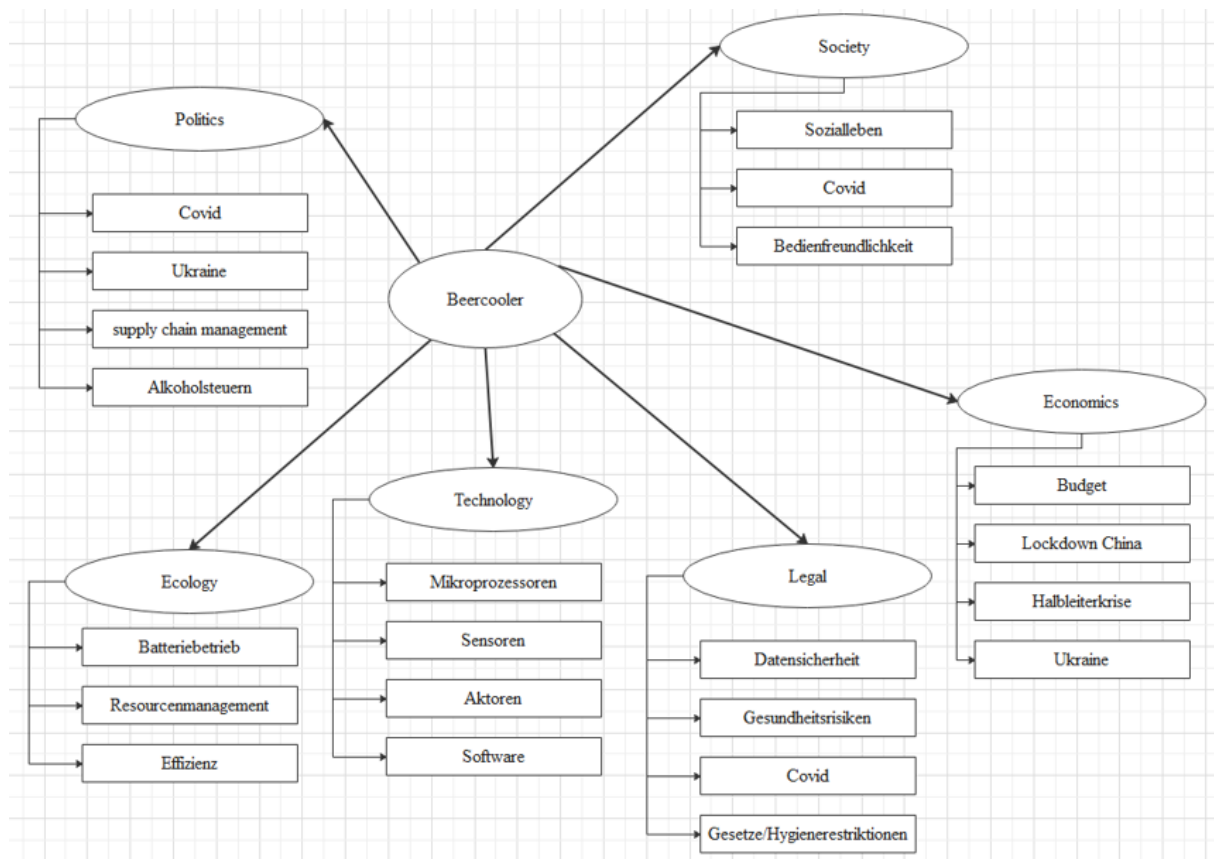 Society
Politics
Sozialleben
Covid
Bedienfreundlichkeit
Covid
Ukraine
supply chain management
Alkoholsteuern
Beercooler
Economics
Budget
Lockdown China
Halbleiterkrise
Ukraine
Technology
Mikroprozessoren
Sensoren
Aktoren
Software
Ecology
Batteriebetrieb
Resourcenmanagement
Effizienz
Legal
Datensicherheit
Gesundheitsrisiken
Covid
Gesetze/Hygienerestriktionen